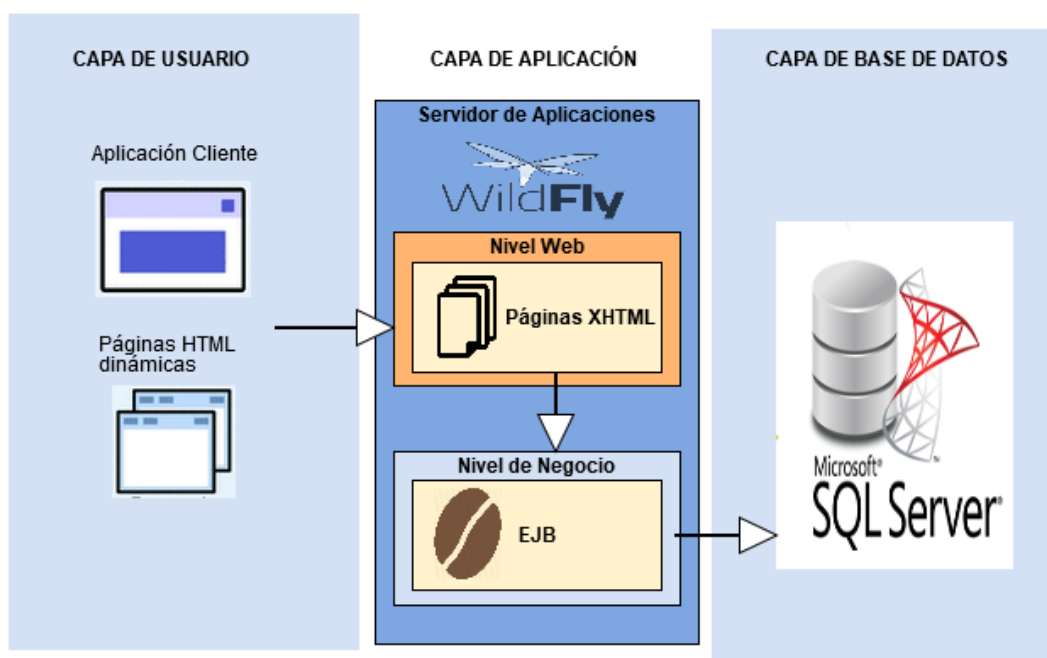 CAPA DE USUARIO
Aplicación Cliente
Páginas HTML
dinámicas
CAPA DE APLICACIÓN
Servidor de Aplicaciones
WildFly
Nivel Web
Páginas XHTML
Nivel de Negocio
EJB
CAPA DE BASE DE DATOS
Microsoft®
SQL Server®